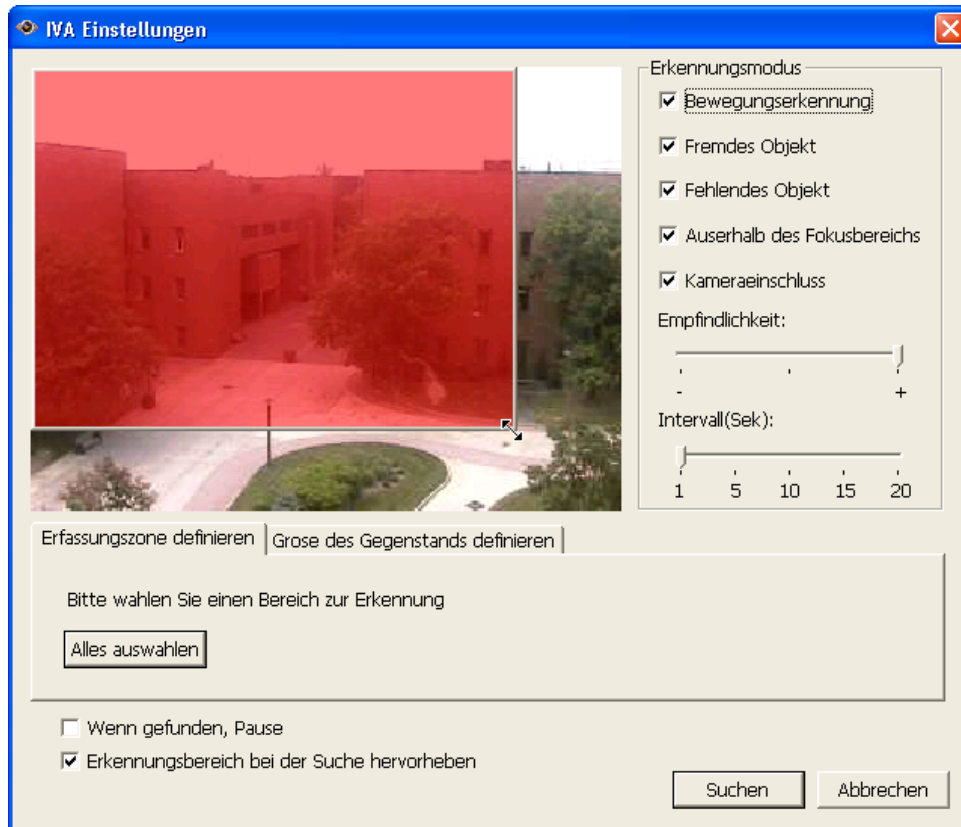 IVA Einstellungen
Erkennungsmodus
Bewegungserkennung
Fremdes Objekt
Fehlendes Objekt
Auserhalb des Fokusbereichs
Kameraeinschluss
Empfindlichkeit:
- +
Intervall(Sek):
1 5 10 15 20
Erfassungszone definieren Grose des Gegenstands definieren
Bitte wahlen Sie einen Bereich zur Erkennung
Alles auswahlen
Wenn gefunden, Pause
Erkennungsbereich bei der Suche hervorheben
Suchen Abbrechen